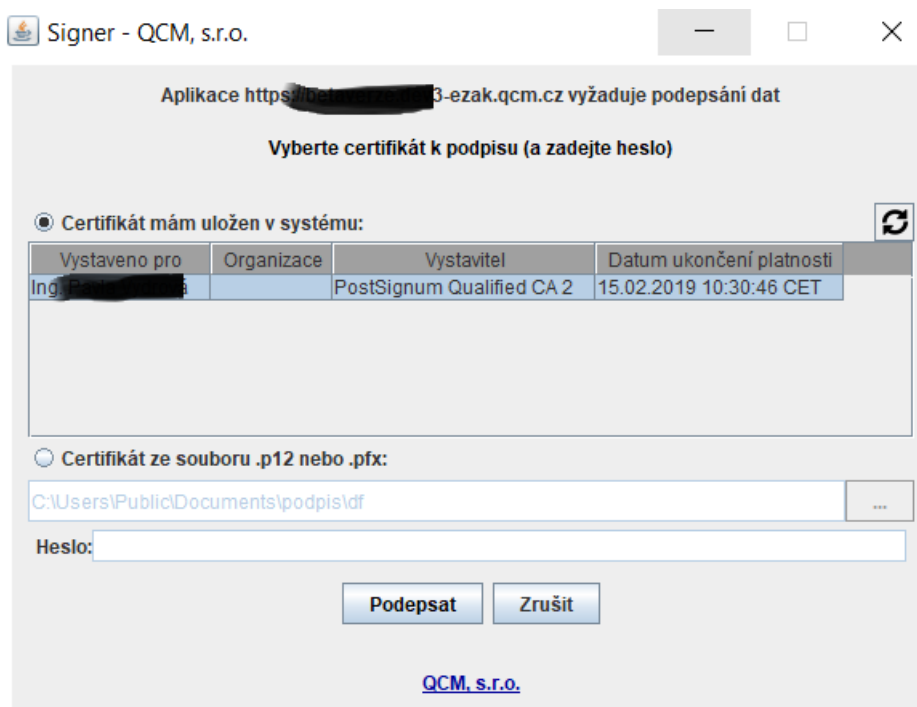 Signer - QCM, s.r.o.
Aplikace https:// 3-ezak.qcm.cz vyžaduje podepsání dat
Vyberte certifikát k podpisu (a zadejte heslo)
Certifikát mám uložen v systému:
Vystaveno pro Organizace Vystavitel Datum ukončení platnosti
Ing. PostSignum Qualified CA 2 15.02.2019 10:30:46 CET
Certifikát ze souboru .p12 nebo .pfx:
C:\Users\Public\Documents\podpis\df ...
Heslo:
Podepsat Zrušit
QCM, s.r.o.